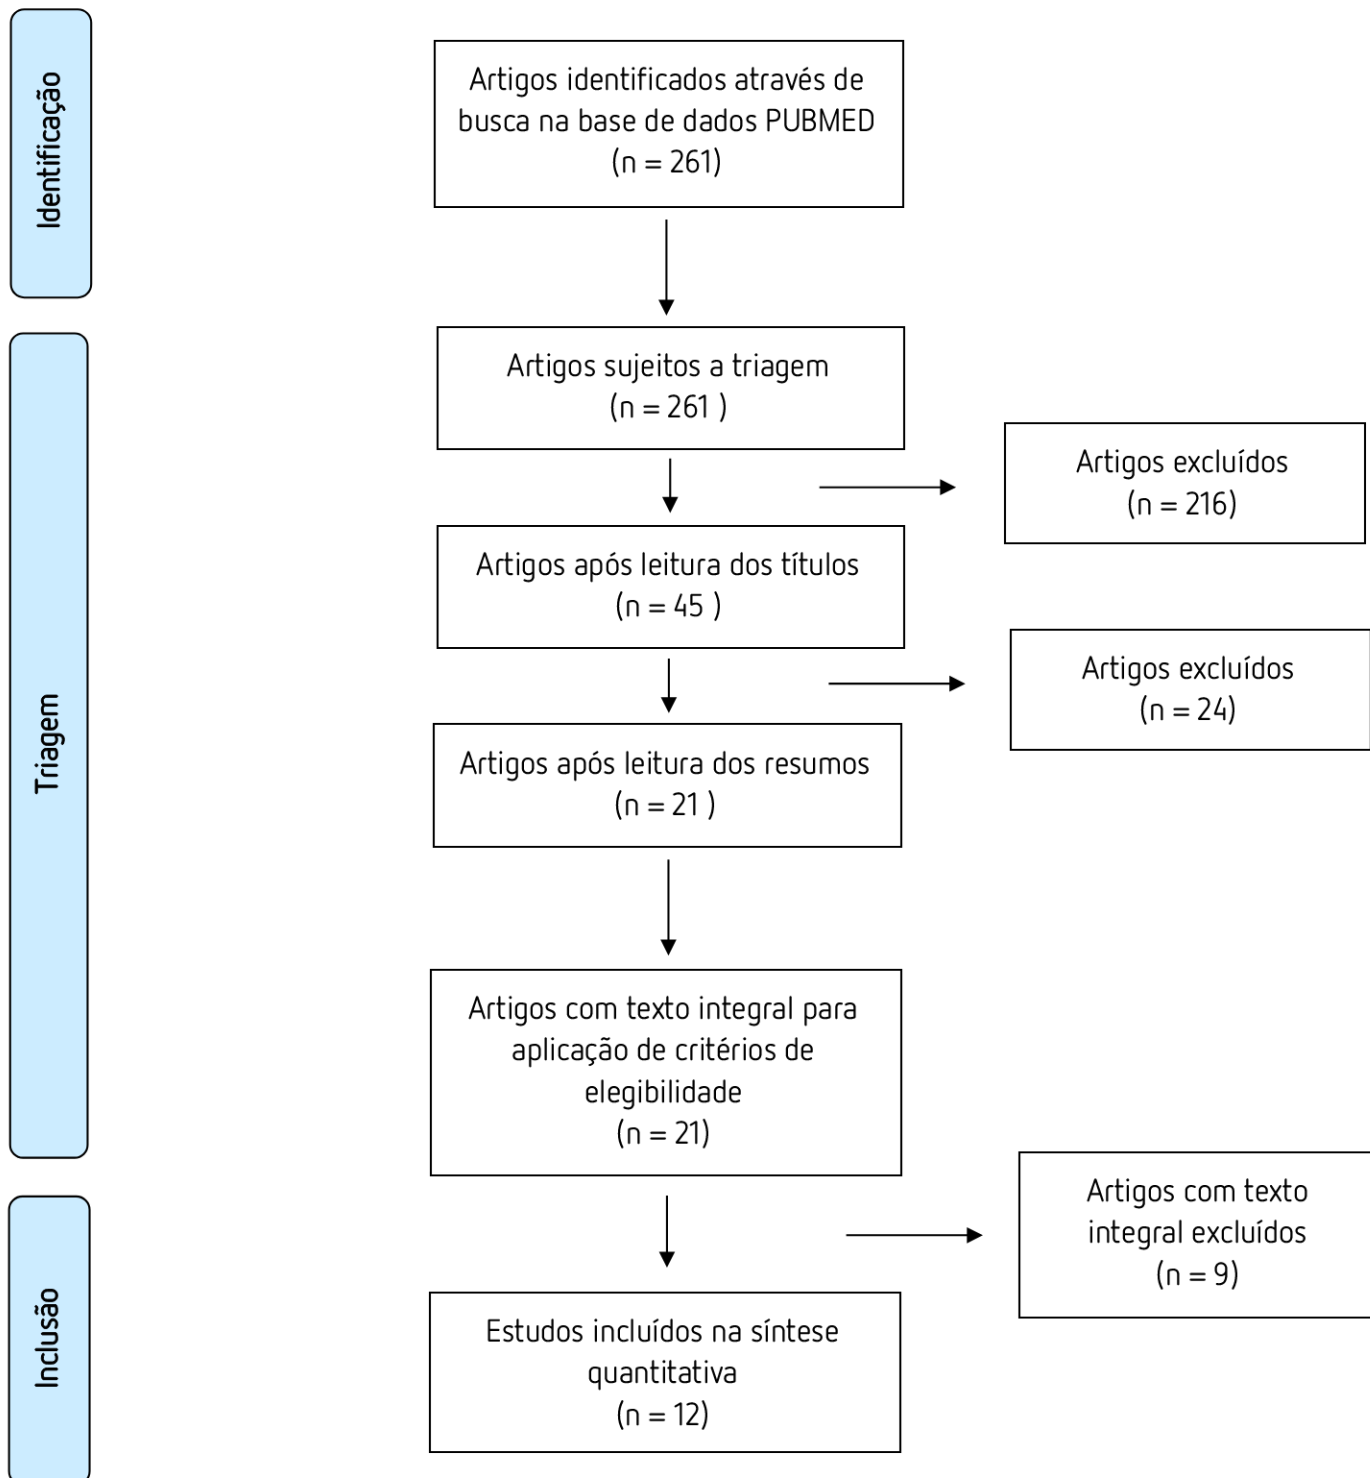 Identificação
Artigos identificados através de
busca na base de dados PUBMED
(n = 261)
Triagem
Artigos sujeitos a triagem
(n = 261 )
Artigos excluídos
(n = 216)
Artigos após leitura dos títulos
(n = 45 )
Artigos excluídos
(n = 24)
Artigos após leitura dos resumos
(n = 21 )
Artigos com texto integral para
aplicação de critérios de
elegibilidade
(n = 21)
Artigos com texto
integral excluídos
(n = 9)
Inclusão
Estudos incluídos na síntese
quantitativa
(n = 12)